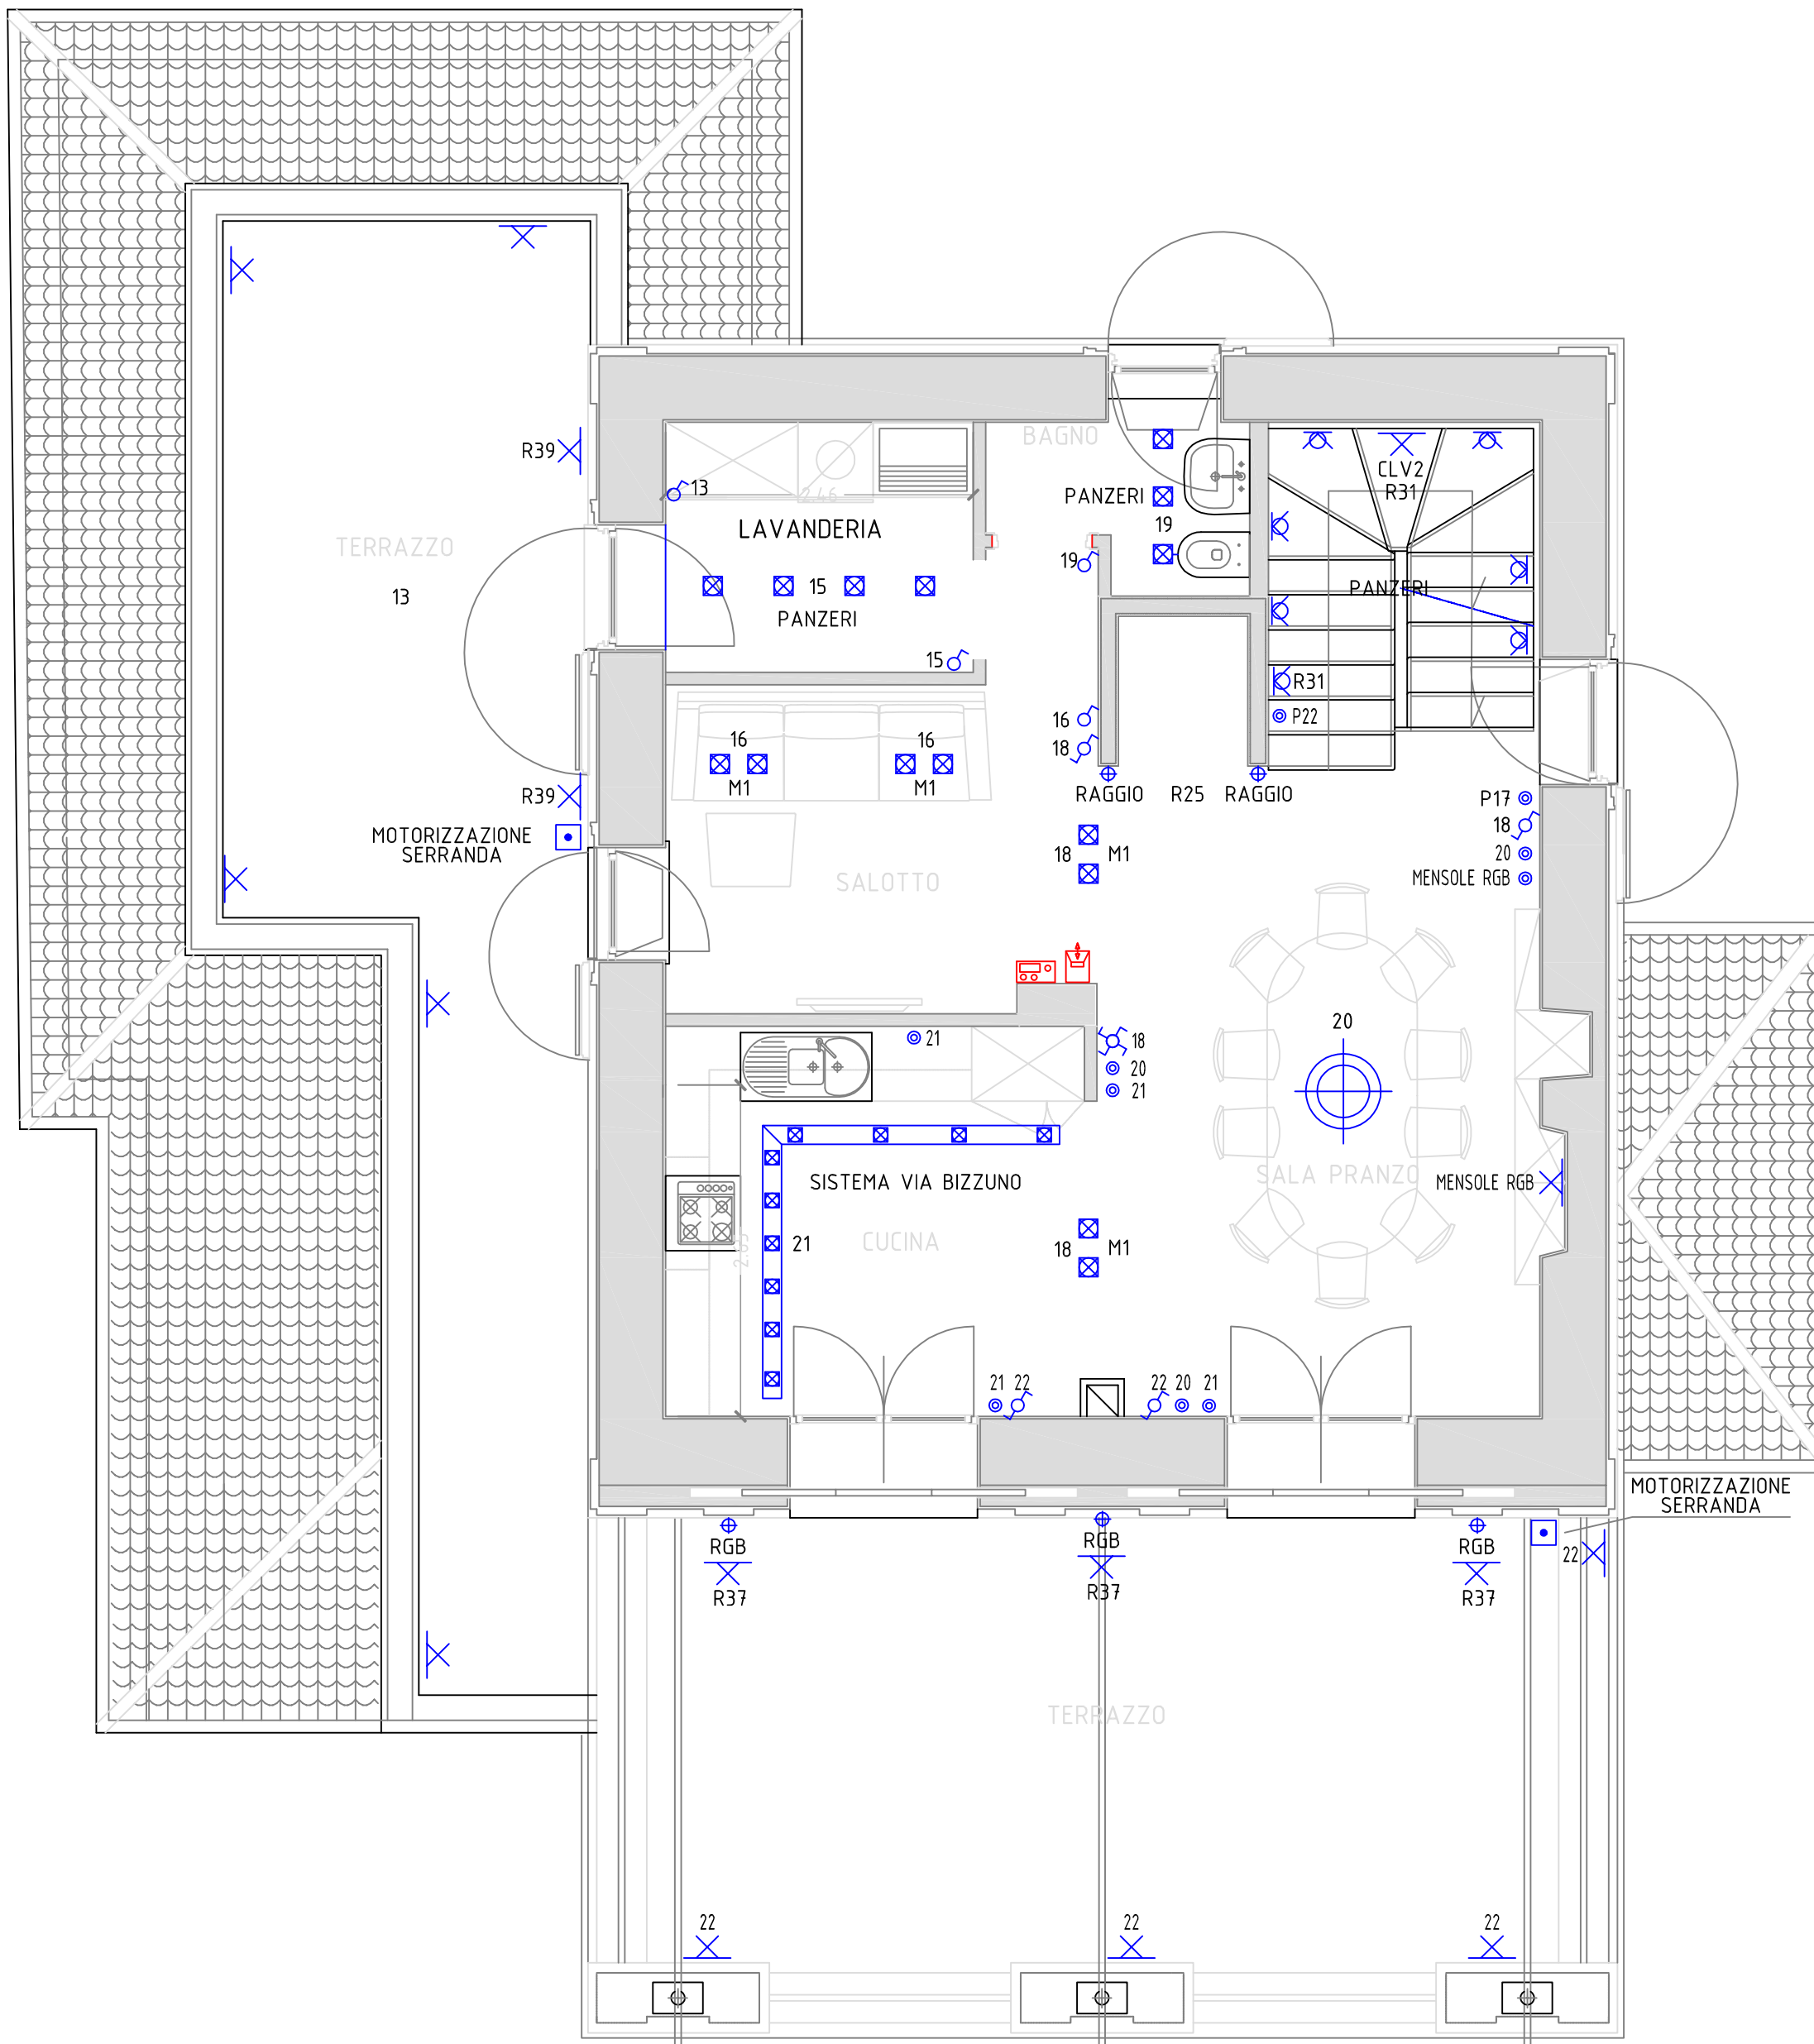 BAGNO
R39
CLV2
R31
13
2.46
PANZERI
LAVANDERIA
19
TERRAZZO
19
13
15
PANZERI
PANZERI
15
R31
16
P22
18
16
16
M1
M1
RAGGIO
R25
RAGGIO
R39
P17
MOTORIZZAZIONE
SERRANDA
18
18
M1
20
SALOTTO
MENSOLE RGB
20
21
18
20
21
SISTEMA VIA BIZZUNO
SALA PRANZO
MENSOLE RGB
21
CUCINA
18
M1
21
22
22
20
21
MOTORIZZAZIONE
SERRANDA
RGB
R37
RGB
R37
RGB
R37
22
TERRAZZO
22
22
22